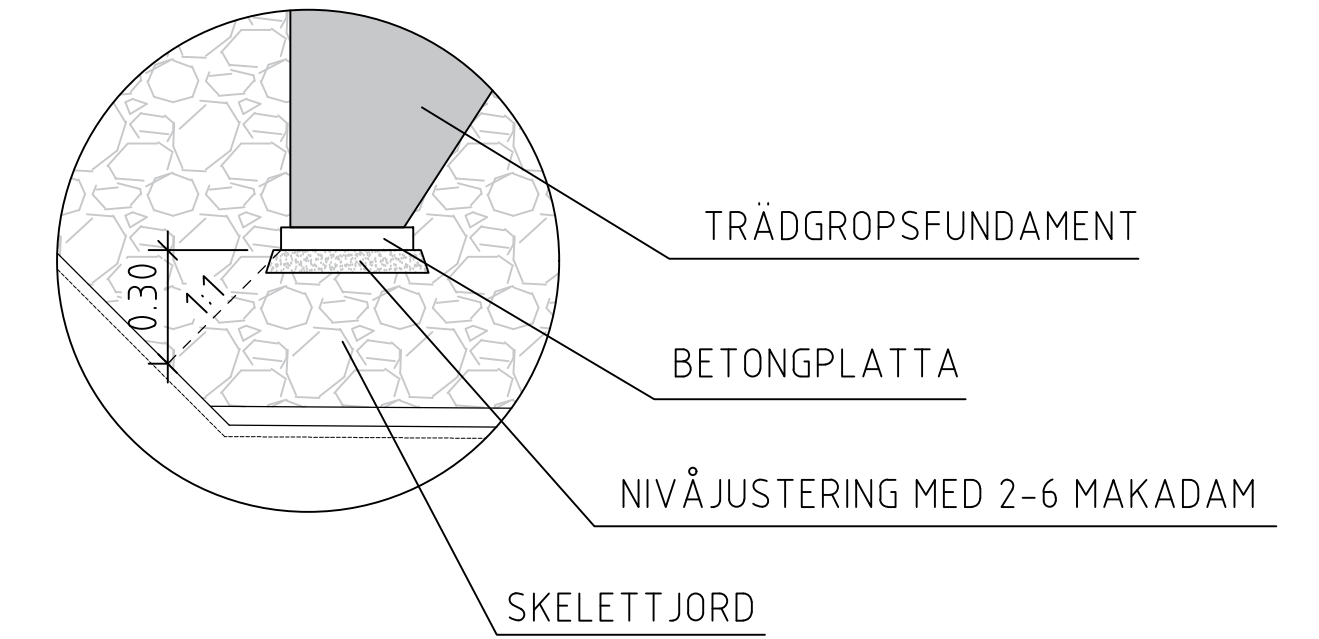 TRÄDGROPSFUNDAMENT
0.30
1:1
BETONGPLATTA
NIVÅJUSTERING MED 2-6 MAKADAM
SKELETTJORD